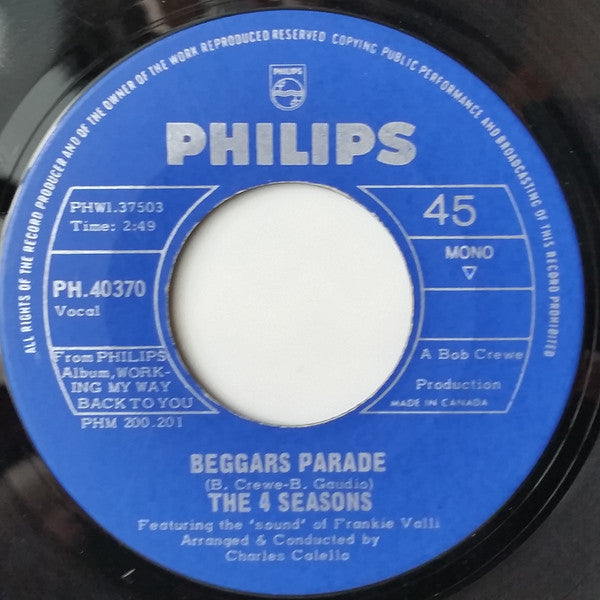 ALL RIGHTS OF THE RECORD PRODUCER AND OF THE OWNER OF THE WORK REPRODUCED RESERVED COPYING PUBLIC PERFORMANCE AND BROADCASTING OF THIS RECORD PROHIBITED
PHILIPS
PHILIPS
PHW1.37503
Time: 2:49
45
MONO
PH.40370
Vocal
From PHILIPS
Album, WORK-
ING MY WAY
BACK TO YOU
PHM 200.201
A Bob Crewe
Production
MADE IN CANADA
BEGGARS PARADE
(B. Crewe-B. Gaudio)
THE 4 SEASONS
Featuring the 'sound' of Frankie Valli
Arranged & Conducted by
Charles Calello